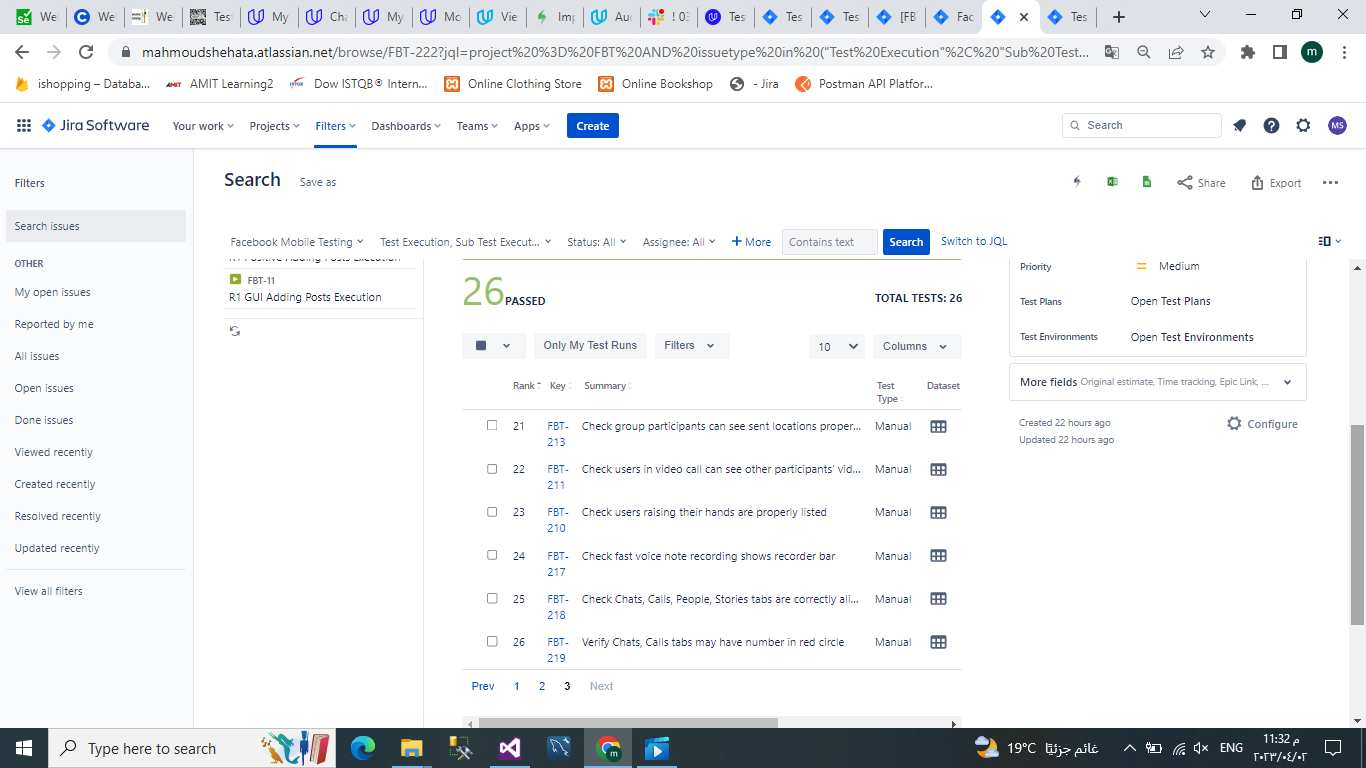 We
We
We
Test
My
Cha
My
Mo
Vie
Imp
Aud
! 03
Tes
Tes
Tes
[FB
Fac
Tes
mahmoudshehata.atlassian.net/browse/FBT-222?jql=project%20%3D%20FBT%20AND%20issuetype%20in%20("Test%20Execution"%2C%20"Sub%20Test%20...
m
ishopping – Databa...
AMIT Learning2
Dow ISTQB® Intern...
Online Clothing Store
Online Bookshop
- Jira
Postman API Platfor...
Jira Software
Your work
Projects
Filters
Dashboards
Teams
Apps
Create
Search
MS
Filters
Search issues
OTHER
My open issues
Reported by me
All issues
Open issues
Done issues
Viewed recently
Created recently
Resolved recently
Updated recently
View all filters
Search
Save as
Share
Export
Facebook Mobile Testing
Test Execution, Sub Test Execut...
Status: All
Assignee: All
+ More
Contains text
Search
Switch to JQL
R1 Positive Adding Posts Execution
FBT-11
R1 GUI Adding Posts Execution
26 PASSED
TOTAL TESTS: 26
Only My Test Runs
Filters
10
Columns
Rank Key Summary Test Type Dataset
21 FBT-213 Check group participants can see sent locations proper... Manual
22 FBT-211 Check users in video call can see other participants' vid... Manual
23 FBT-210 Check users raising their hands are properly listed Manual
24 FBT-217 Check fast voice note recording shows recorder bar Manual
25 FBT-218 Check Chats, Calls, People, Stories tabs are correctly ali... Manual
26 FBT-219 Verify Chats, Calls tabs may have number in red circle Manual
Prev 1 2 3 Next
Priority Medium
Test Plans Open Test Plans
Test Environments Open Test Environments
More fields Original estimate, Time tracking, Epic Link, ...
Created 22 hours ago
Updated 22 hours ago
Configure
Type here to search
m
19°C غائم جزئيًا
ENG
11:32 م
٢٠٢٣/٠٤/٠٢